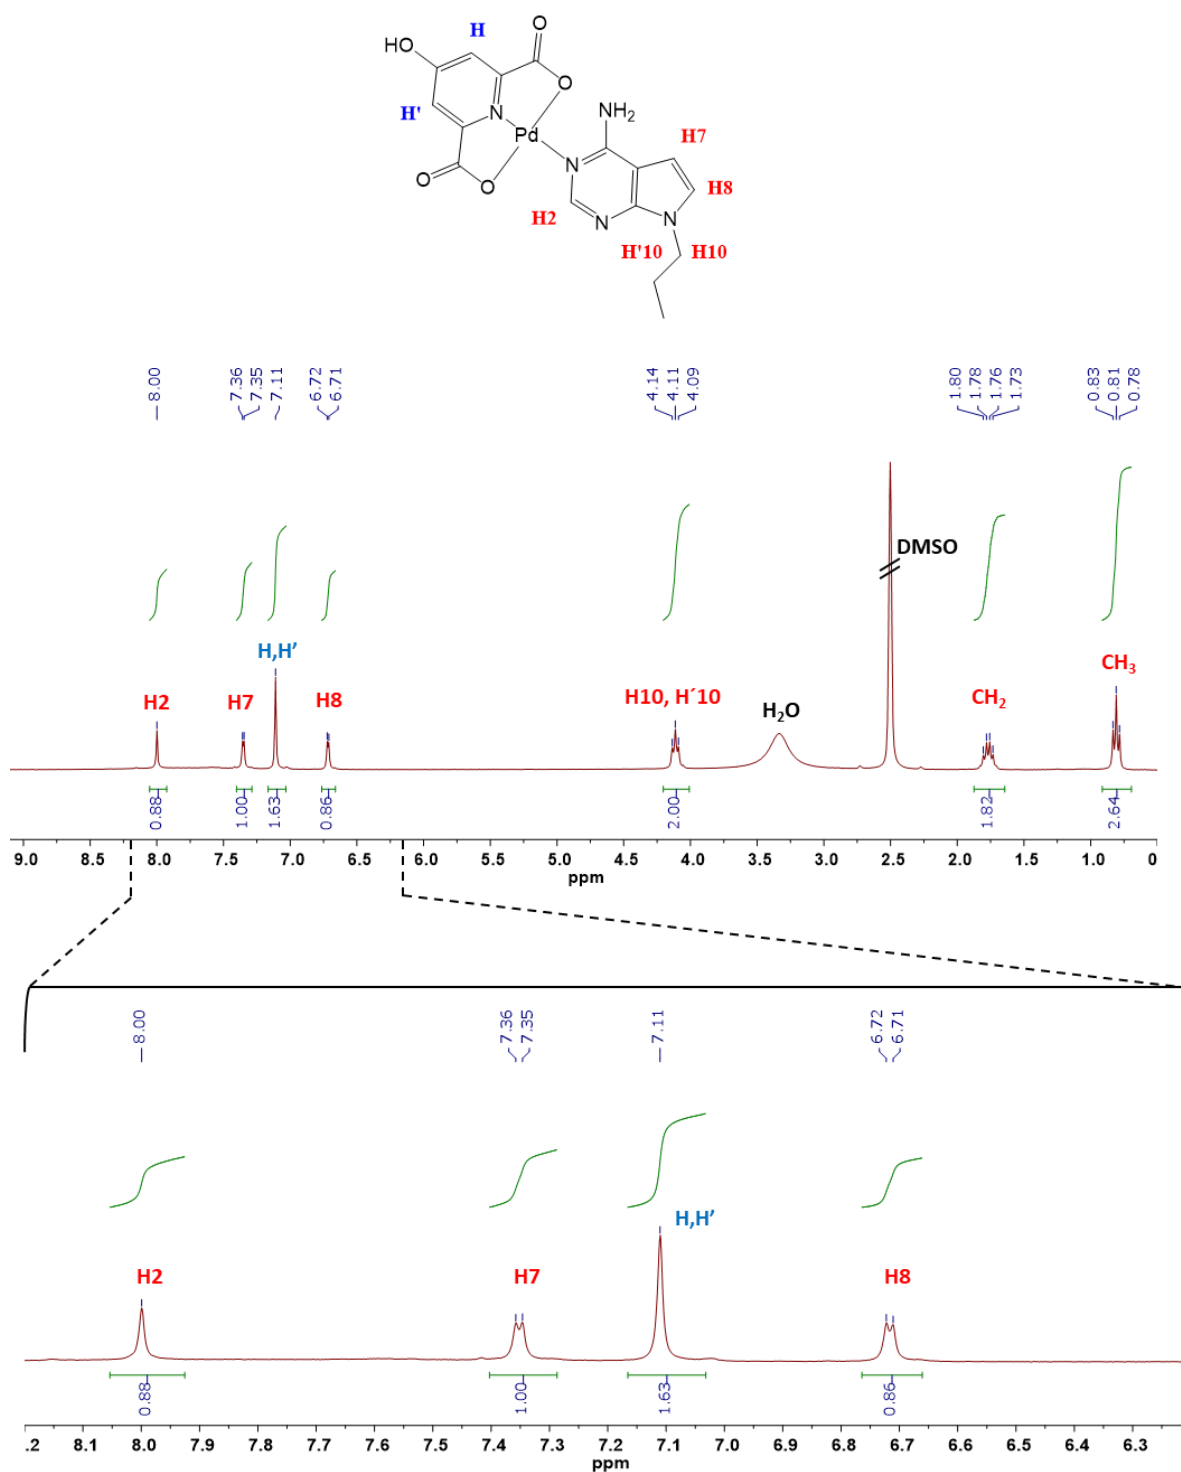 H
O
O
HO
O
NH2
H'
N
Pd
H7
N
O
O
H8
H2
N
N
H'10 H10
8.00 7.36 7.35 7.11 6.72 6.71 4.14 4.11 4.09 1.80 1.78 1.76 1.73 0.83 0.81 0.78
DMSO
H,H’
CH3
H2 H7 H8 H10, H´10 H2O CH2
0.88 1.00 1.63 0.86 2.00 1.82 2.64
9.0 8.5 8.0 7.5 7.0 6.5 6.0 5.5 5.0 4.5 4.0 3.5 3.0 2.5 2.0 1.5 1.0 0
ppm
8.00 7.36 7.35 7.11 6.72 6.71
H,H’
H2 H7 H8
0.88 1.00 1.63 0.86
.2 8.1 8.0 7.9 7.8 7.7 7.6 7.5 7.4 7.3 7.2 7.1 7.0 6.9 6.8 6.7 6.6 6.5 6.4 6.3
ppm